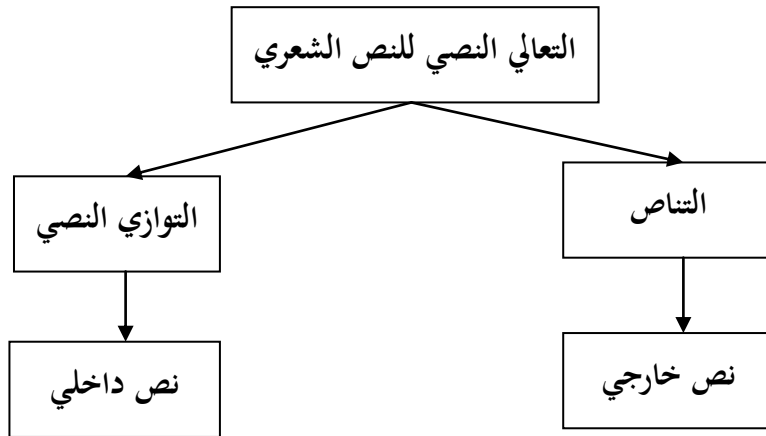 التعالي النصي للنص الشعري
التناص
التوازي النصي
نص خارجي
نص داخلي